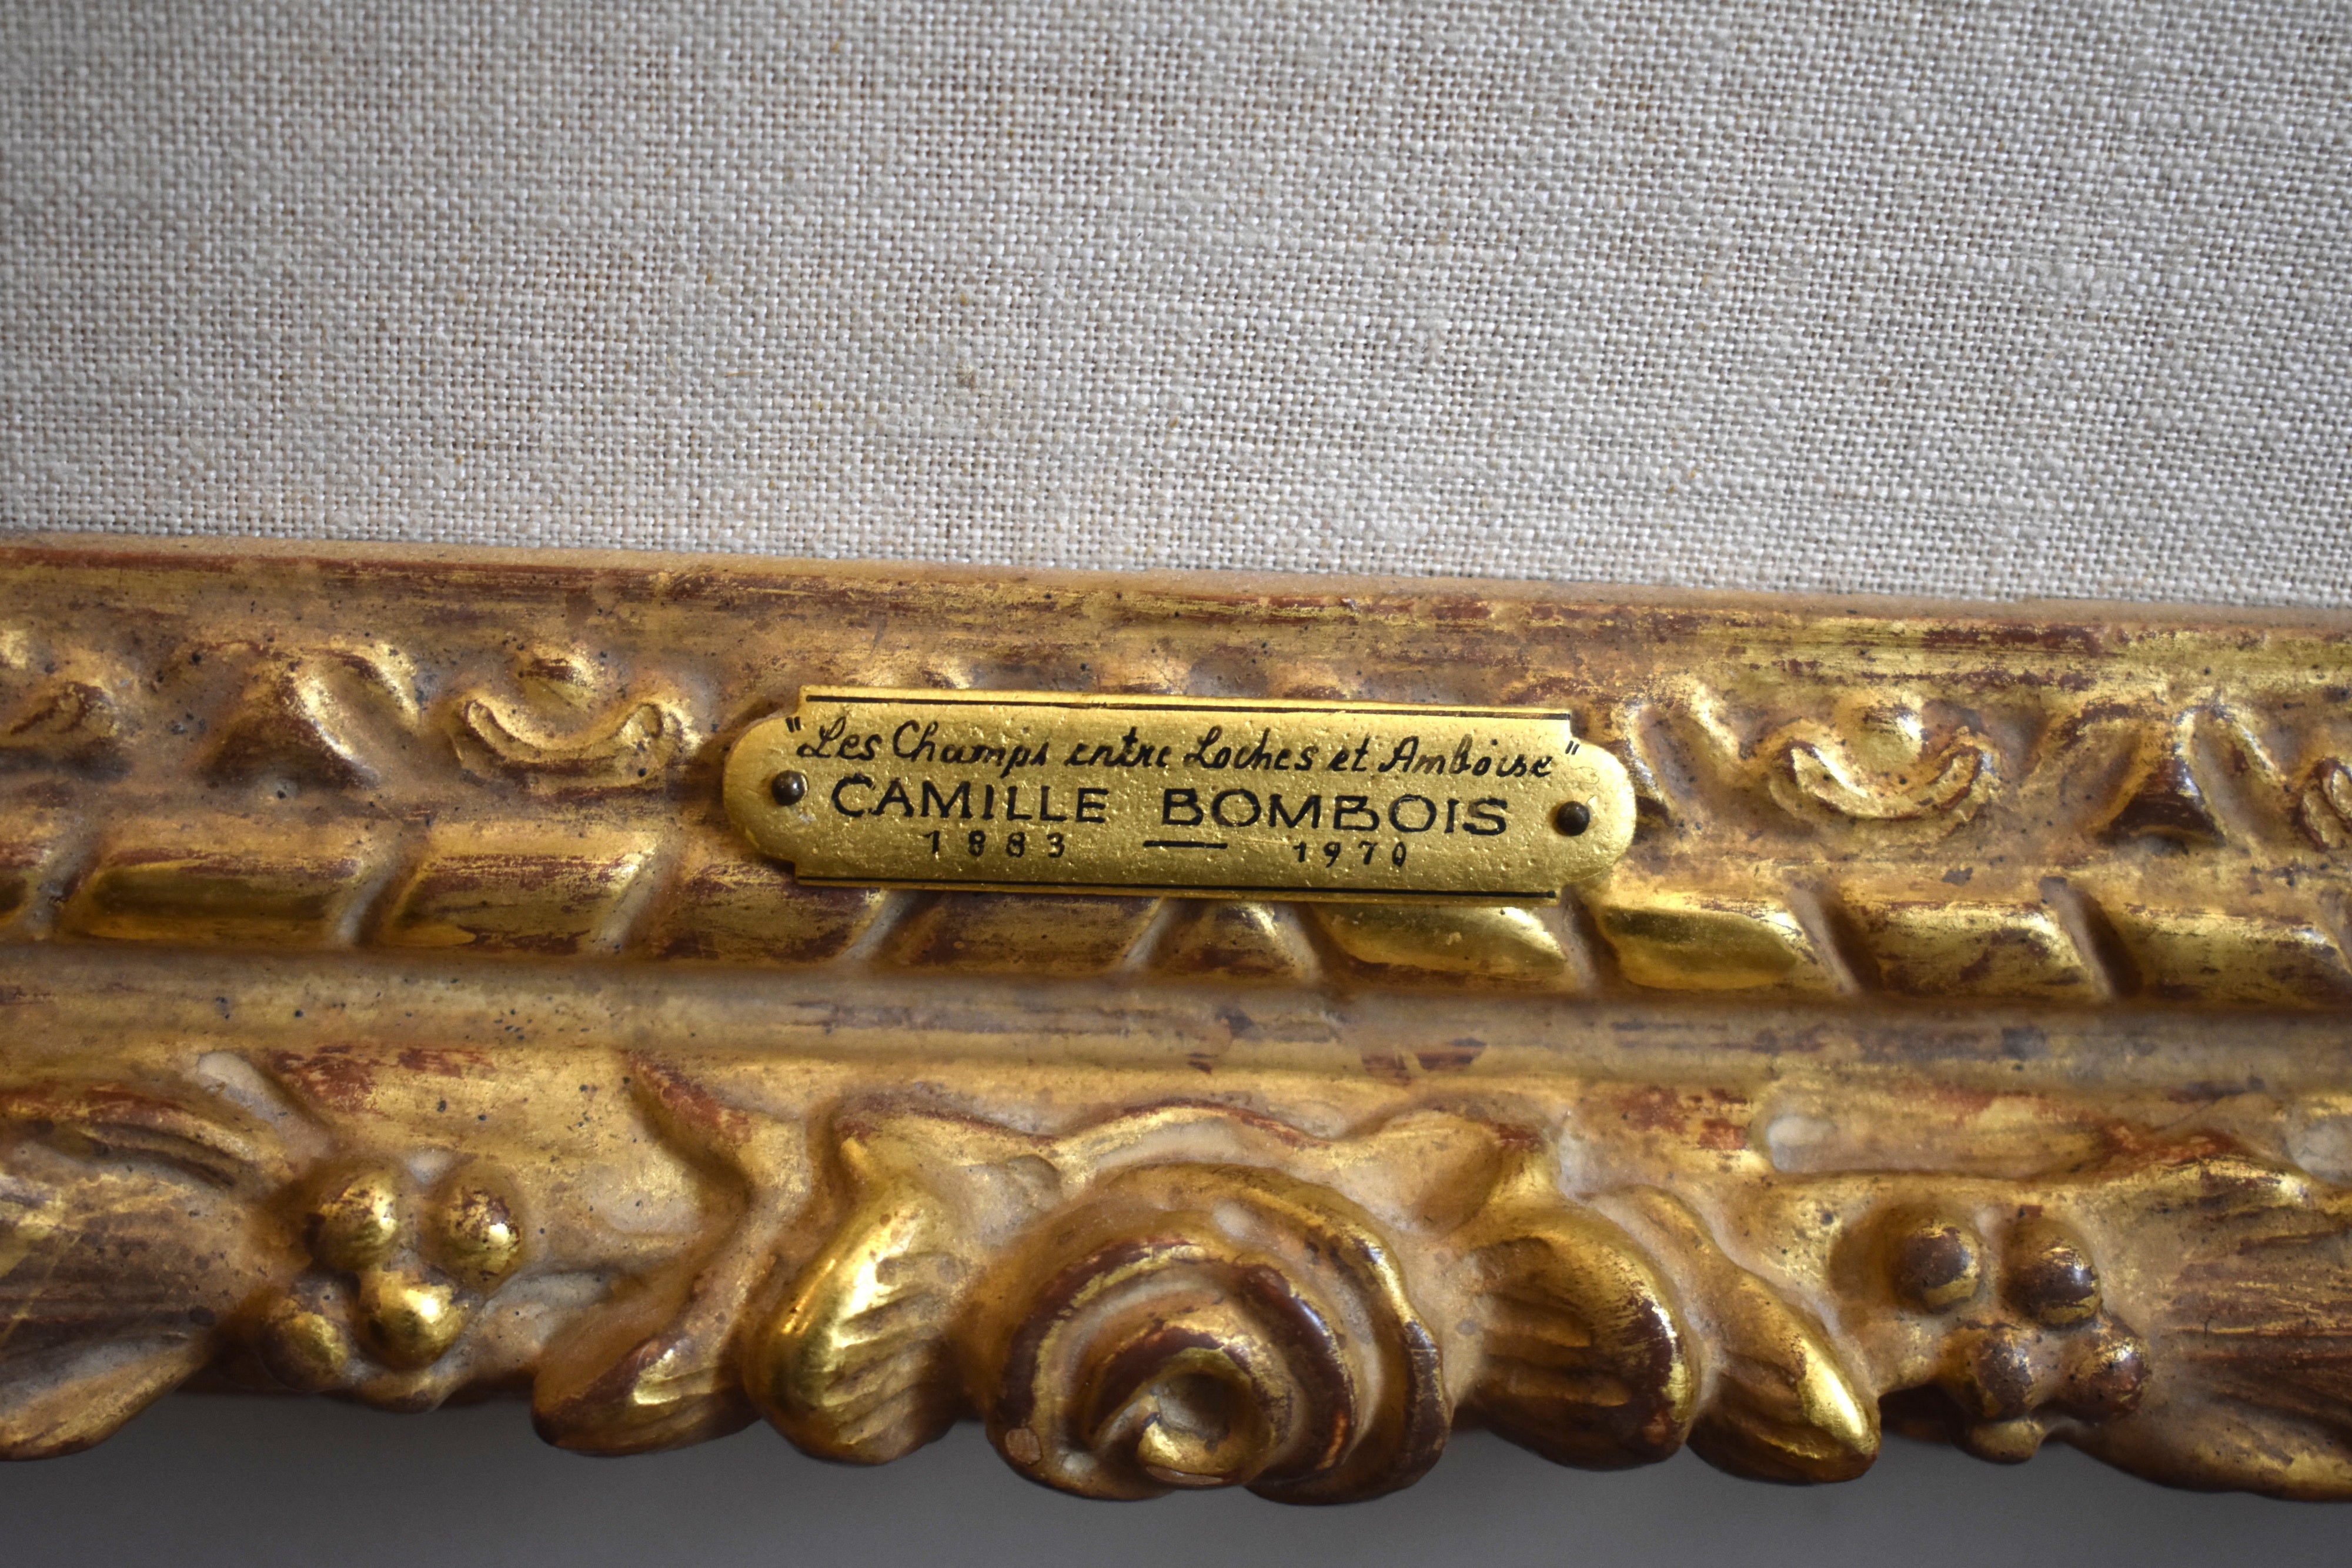 "Les Champs entre Loches et Amboise"
CAMILLE BOMBOIS
1883 — 1970